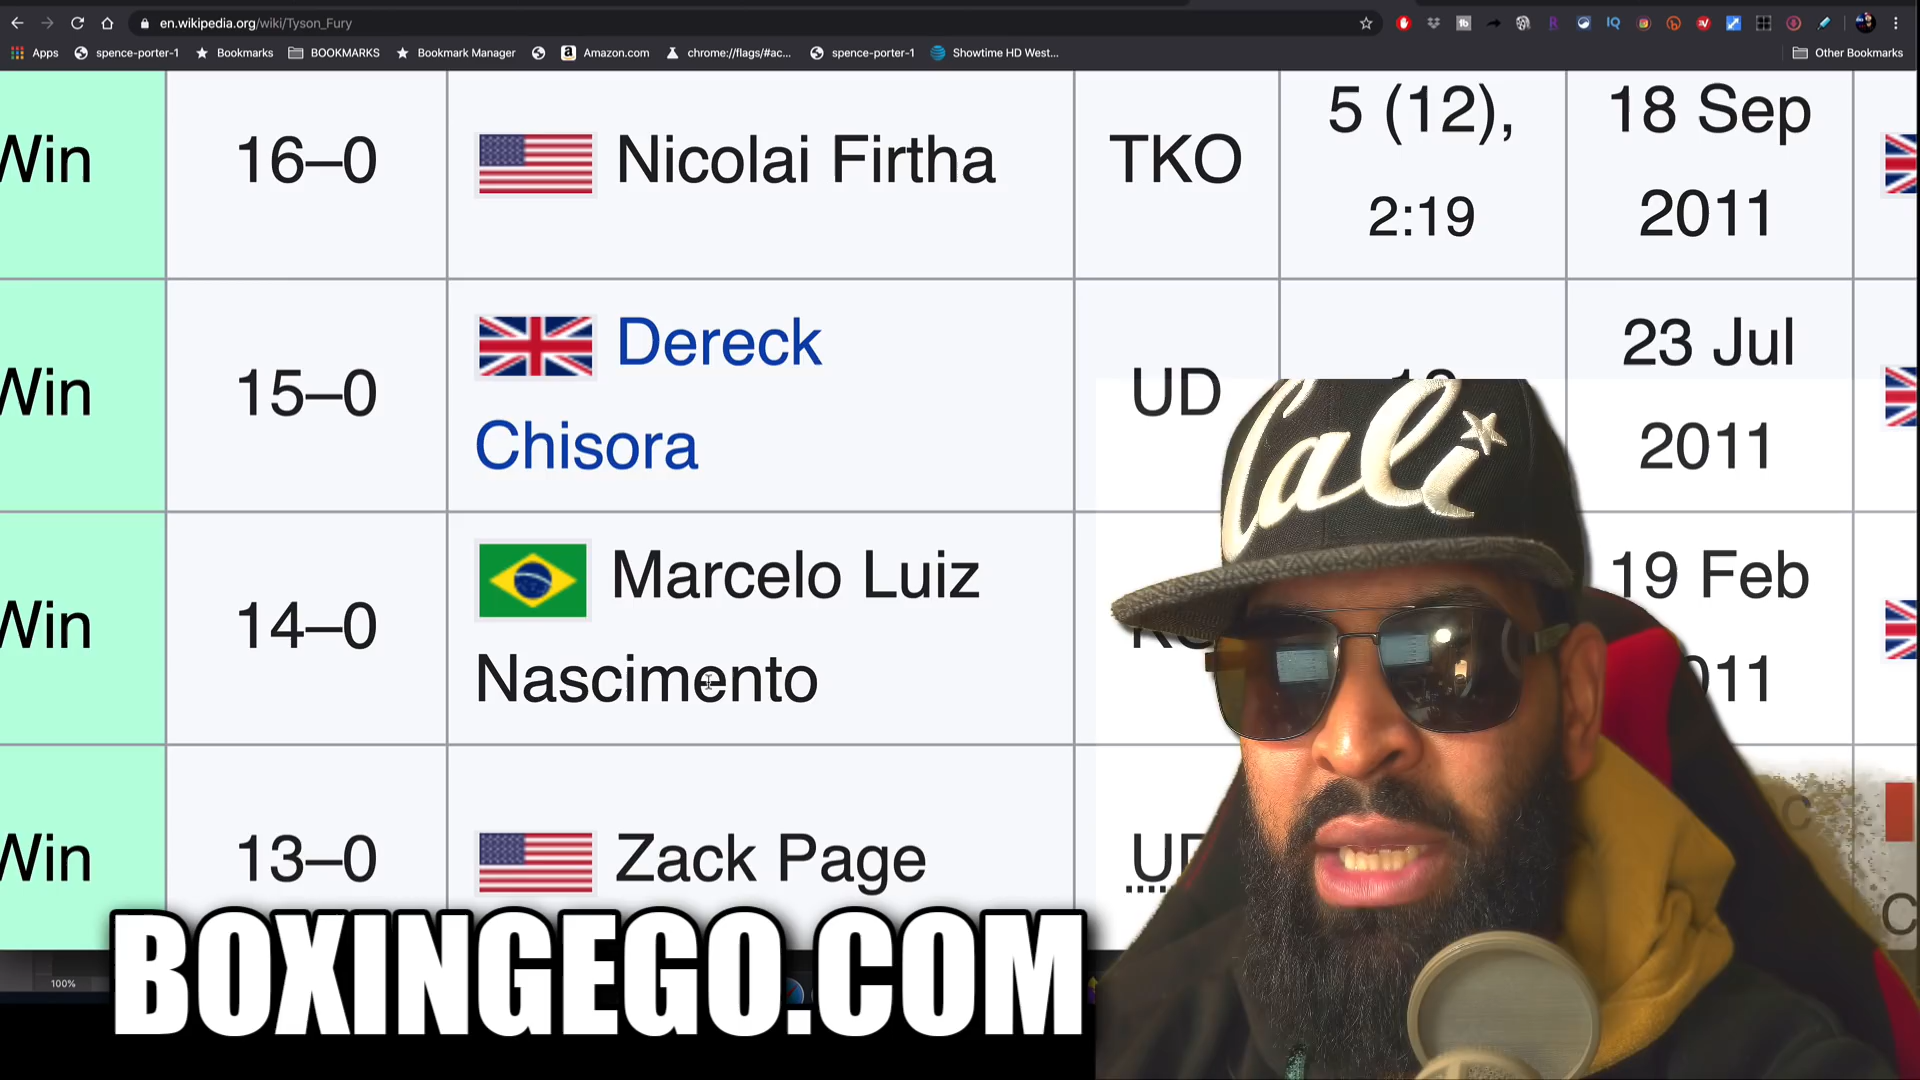 en.wikipedia.org/wiki/Tyson_Fury
Apps spence-porter-1 Bookmarks BOOKMARKS Bookmark Manager Amazon.com chrome://flags/#ac... spence-porter-1 Showtime HD West... Other Bookmarks
Win 16–0 Nicolai Firtha TKO 5 (12), 2:19 18 Sep 2011
Win 15–0 Dereck Chisora UD 23 Jul 2011
Win 14–0 Marcelo Luiz Nascimento 19 Feb
Win 13–0 Zack Page
Cali
100%
BOXINGEGO.COM